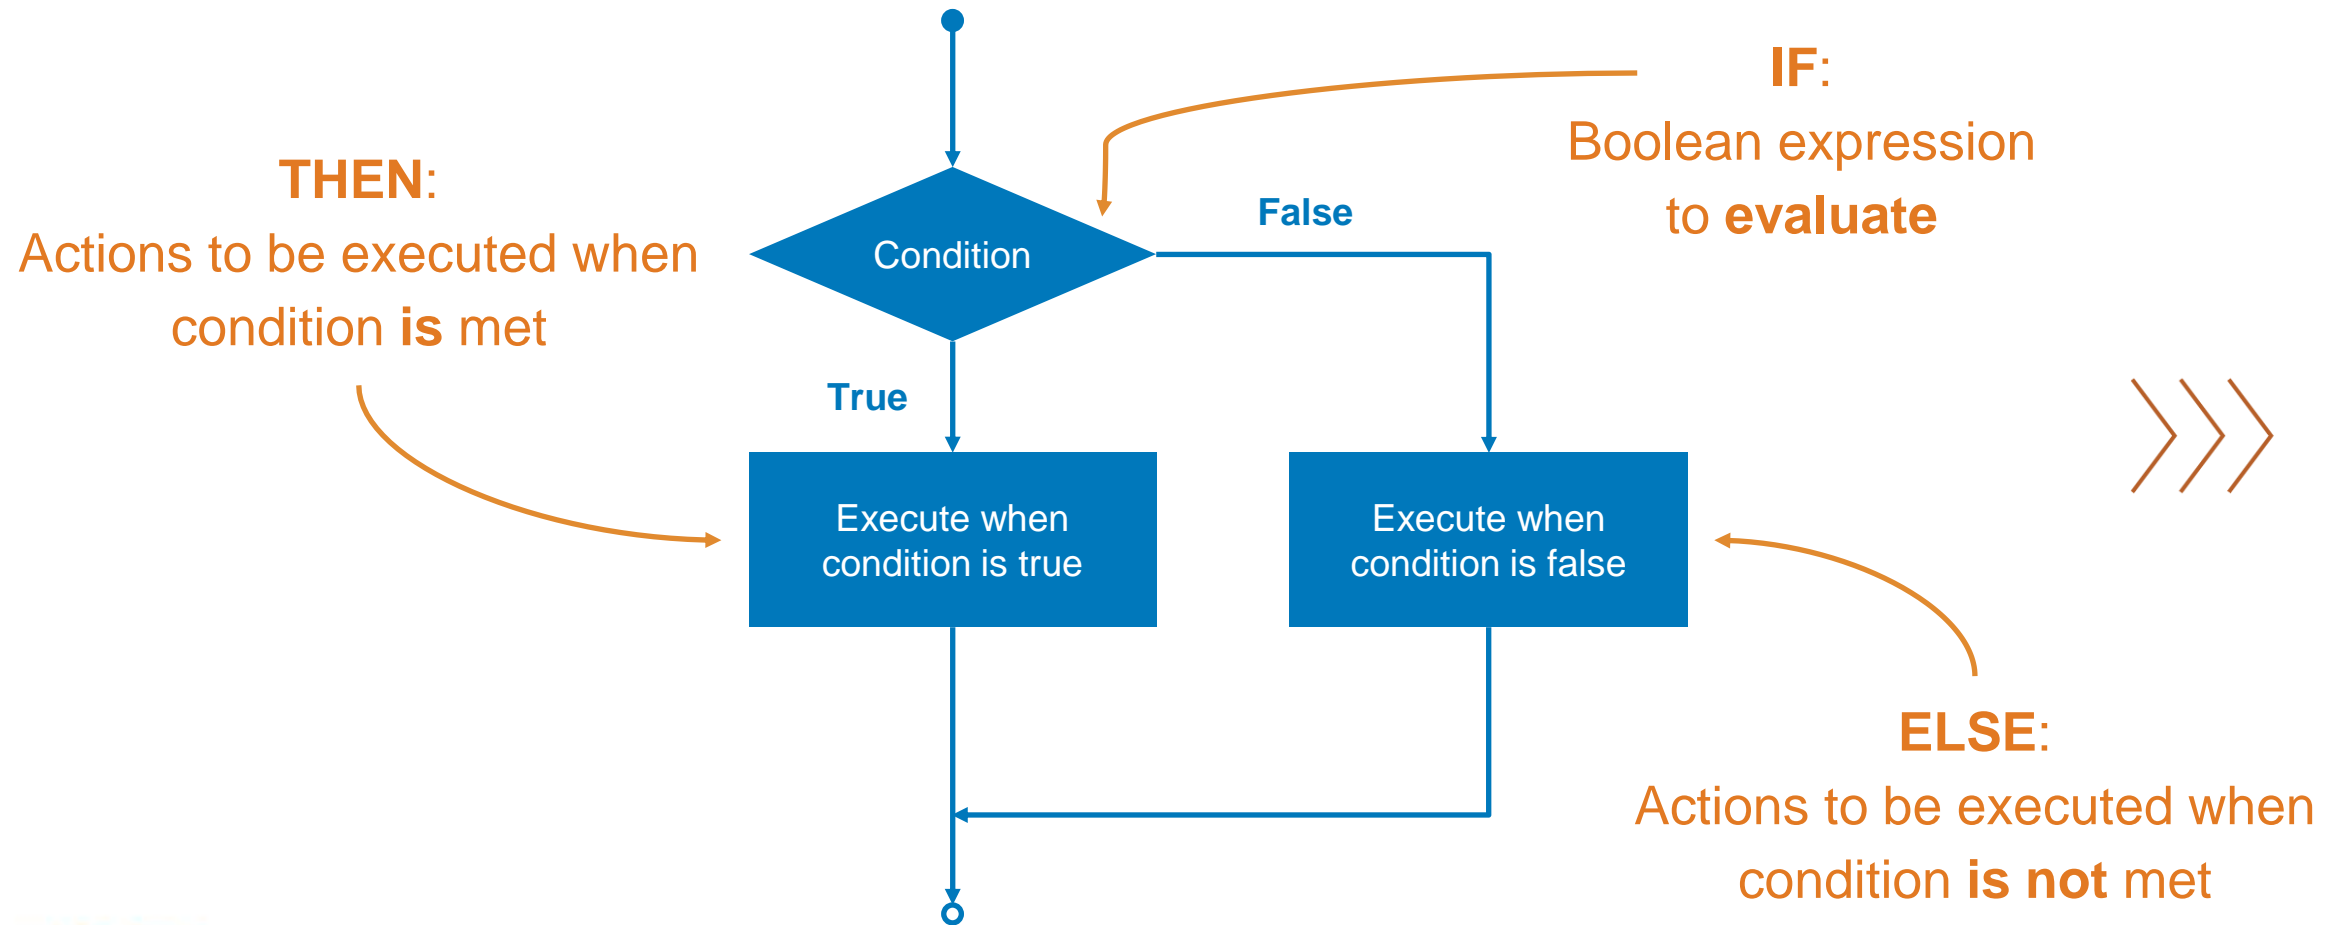 IF:
Boolean expression
to evaluate
THEN:
Actions to be executed when
condition is met
False
Condition
True
Execute when
condition is true
Execute when
condition is false
ELSE:
Actions to be executed when
condition is not met